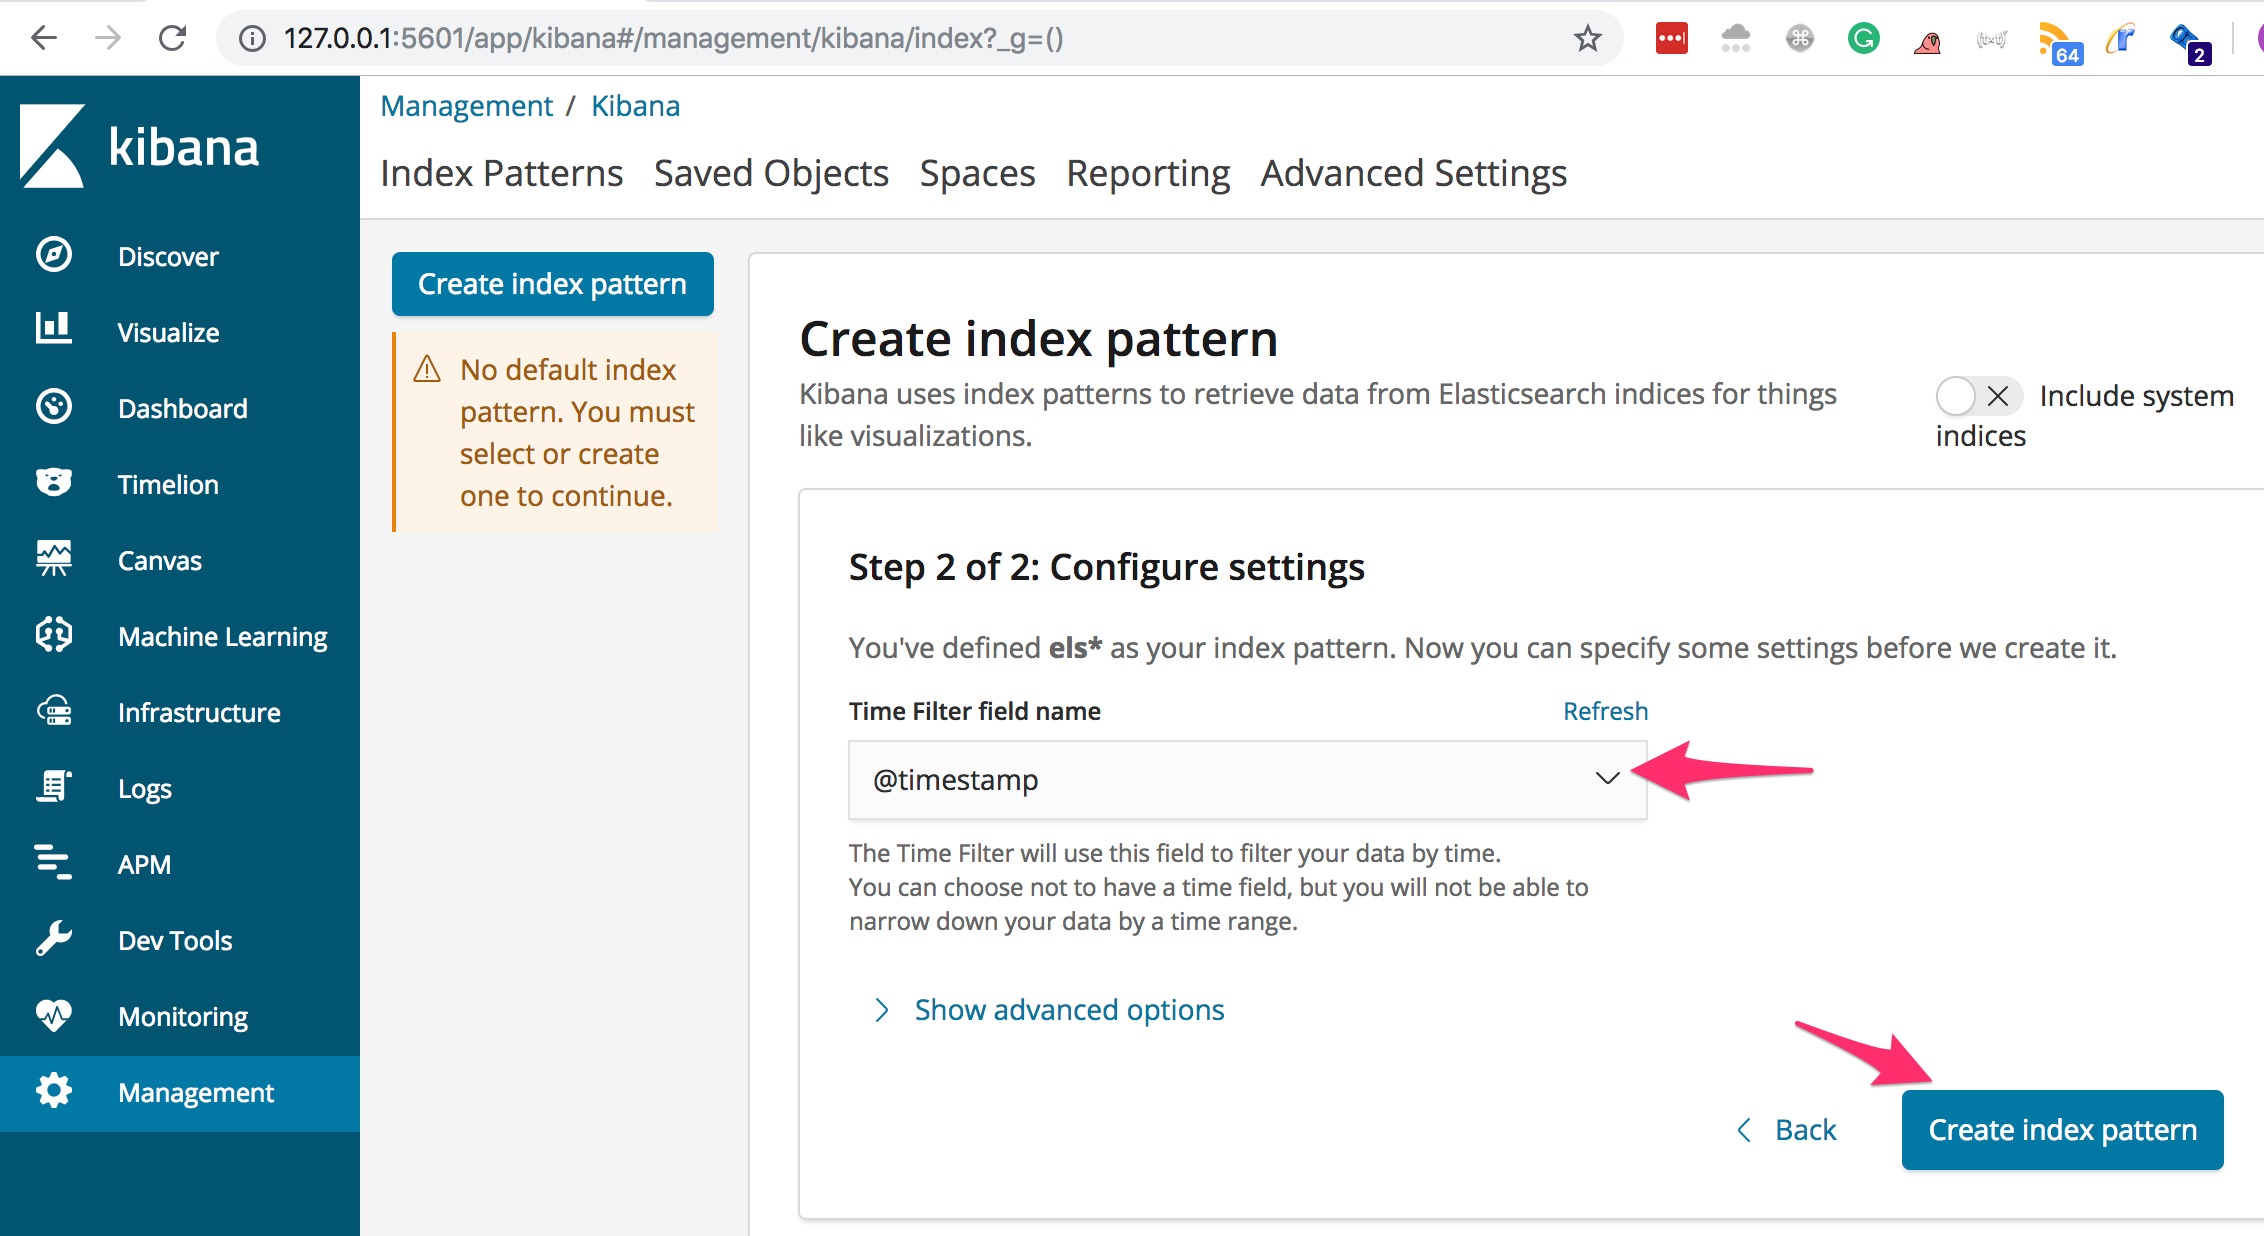 127.0.0.1:5601/app/kibana#/management/kibana/index?_g=()
64
2
kibana
Discover
Visualize
Dashboard
Timelion
Canvas
Machine Learning
Infrastructure
Logs
APM
Dev Tools
Monitoring
Management
Management / Kibana
Index Patterns Saved Objects Spaces Reporting Advanced Settings
Create index pattern
No default index
pattern. You must
select or create
one to continue.
Create index pattern
Kibana uses index patterns to retrieve data from Elasticsearch indices for things
like visualizations.
Include system
indices
Step 2 of 2: Configure settings
You've defined els* as your index pattern. Now you can specify some settings before we create it.
Time Filter field name Refresh
@timestamp
The Time Filter will use this field to filter your data by time.
You can choose not to have a time field, but you will not be able to
narrow down your data by a time range.
Show advanced options
Back
Create index pattern